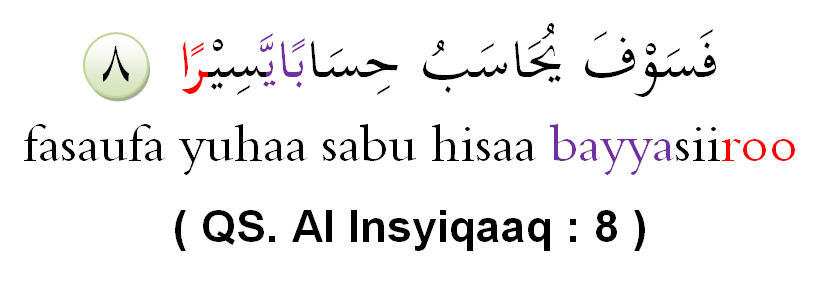 فَسَوْفَ يُحَاسَبُ حِسَابًا يَّسِيْرًا ٨
fasaufa yuhaa sabu hisaa bayyasiiroo
( QS. Al Insyiqaaq : 8 )